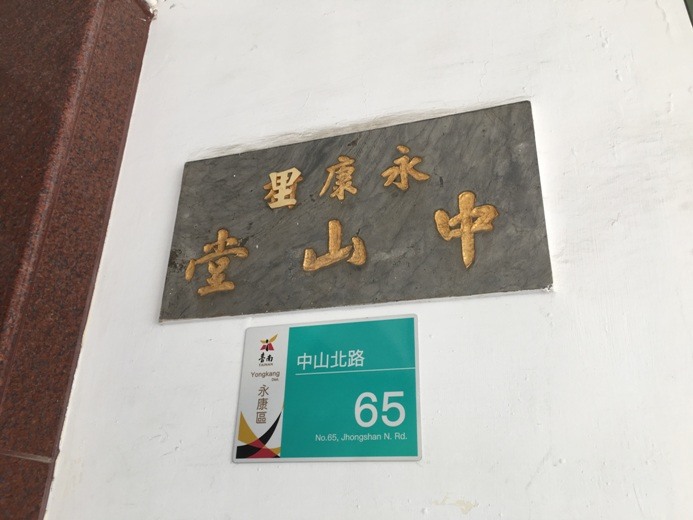 永康里
中山堂
臺南
Yongkang
Dist.
永康區
中山北路
65
No.65, Jhongshan N. Rd.